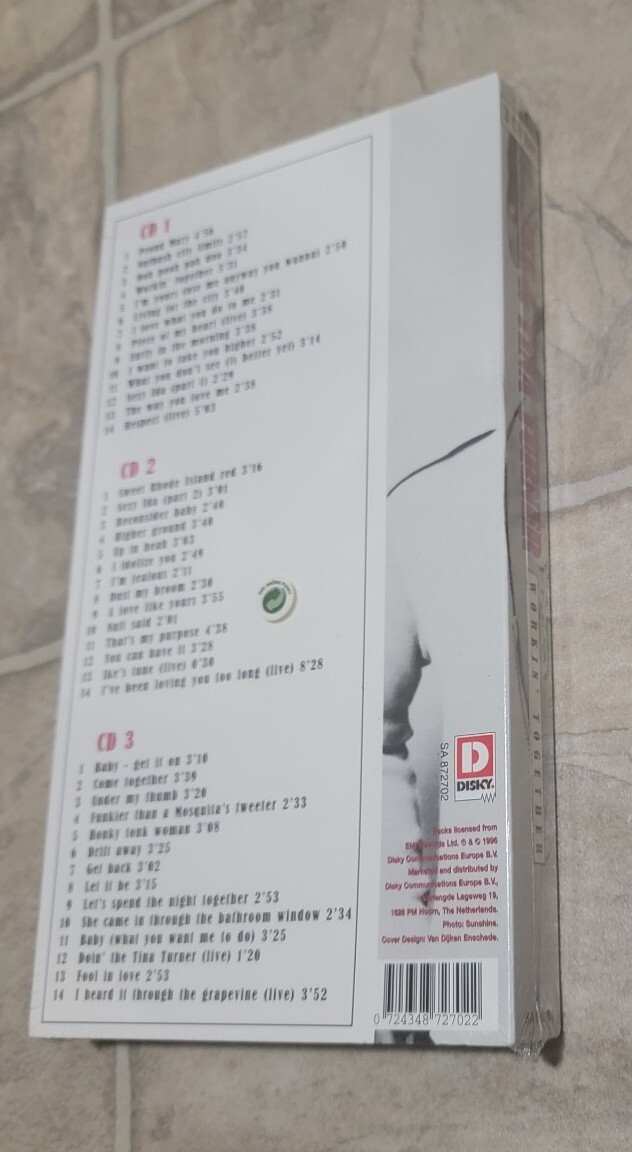 CD 1
1 Proud Mary 4'58
2 Nutbush city limits 2'57
3 Ooh poah pah doo 3'34
4 Workin' together 3'31
5 I'm yours (use me anyway you wanna) 2'50
6 Living for the city 3'40
7 I love what you do to me 2'31
8 Piece of my heart (live) 3'38
9 Early in the morning 3'38
10 I want to take you higher 2'52
11 What you don't see (is better yet) 3'14
12 Sexy Ida (part 1) 2'29
13 The way you love me 2'38
14 Respect (live) 5'03
CD 2
1 Sweet Rhode Island red 3'16
2 Sexy Ida (part 2) 3'01
3 Reconsider baby 2'40
4 Higher ground 3'40
5 Up in heah 3'03
6 I idolize you 2'49
7 I'm jealous 2'11
8 Dust my broom 2'30
9 A love like yours 3'55
10 Nuff said 2'01
11 That's my purpose 4'38
12 You can have it 3'28
13 Ike's tune (live) 0'30
14 I've been loving you too long (live) 8'28
CD 3
1 Baby - get it on 3'10
2 Come together 3'39
3 Under my thumb 3'20
4 Funkier than a Mosquita's tweeter 2'33
5 Honky tonk woman 3'08
6 Drift away 3'25
7 Get back 3'02
8 Let it be 3'15
9 Let's spend the night together 2'53
10 She came in through the bathroom window 2'34
11 Baby (what you want me to do) 3'25
12 Doin' the Tina Turner (live) 1'20
13 Fool in love 2'53
14 I heard it through the grapevine (live) 3'52
SA 872702
D
DISKY.
Tracks licensed from
EMI Records Ltd. ℗ & © 1996
Disky Communications Europe B.V.
Marketed and distributed by
Disky Communications Europe B.V.,
Lageweg 19,
1628 PM Hoorn, The Netherlands.
Photo: Sunshine.
Cover Design: Van Dijken Enschede.
0 724348 727022
TINA TURNER
WORKIN' TOGETHER